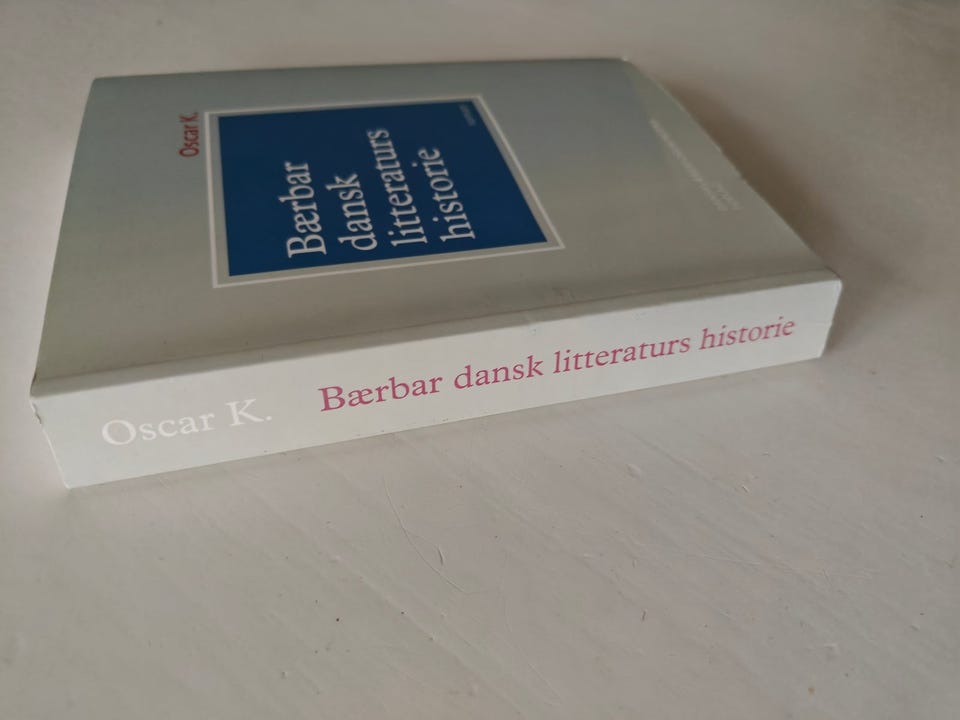 Oscar K.
Bærbar
dansk
litteraturs
historie
Oscar K. Bærbar dansk litteraturs historie